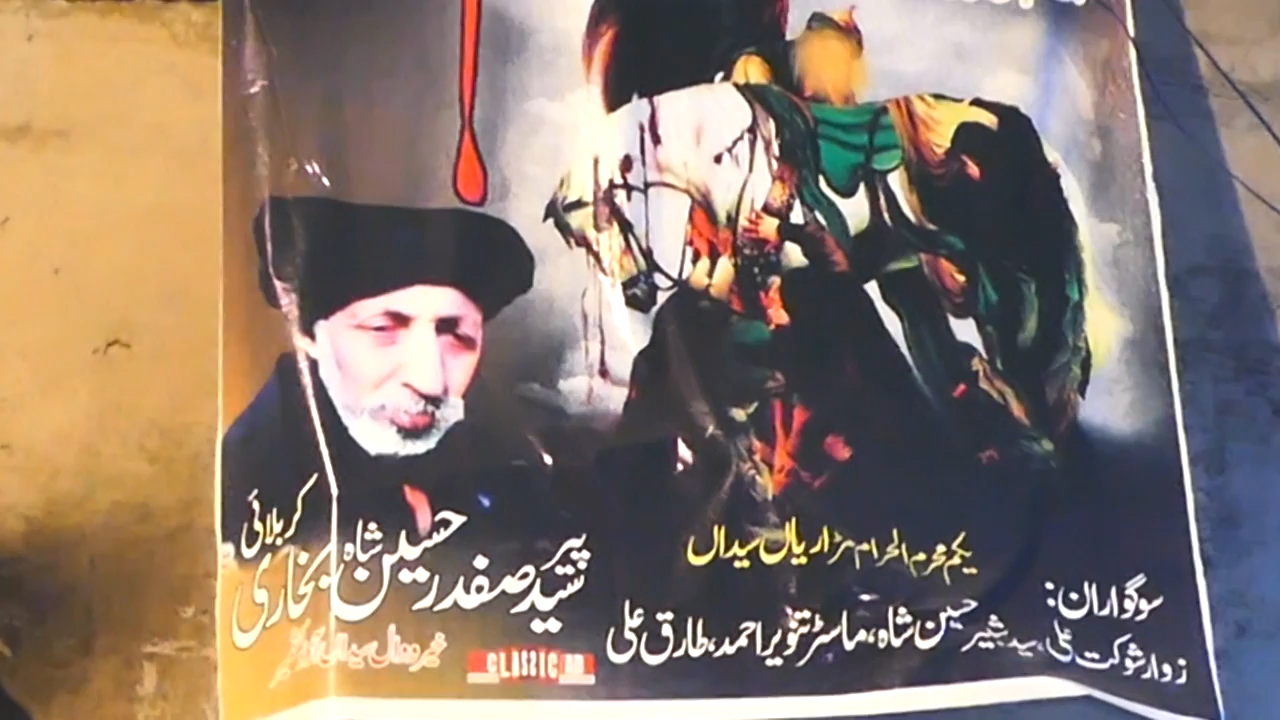 یکم محرم الحرام مڑاریاں سیداں
سوگواران:
زوار شوکت علی، سید بشیر حسین شاہ، ماسٹر تنویر احمد، طارق علی
پیر سید صفدر حسین شاہ بخاری کربلائی
سیداں
CLASSIC